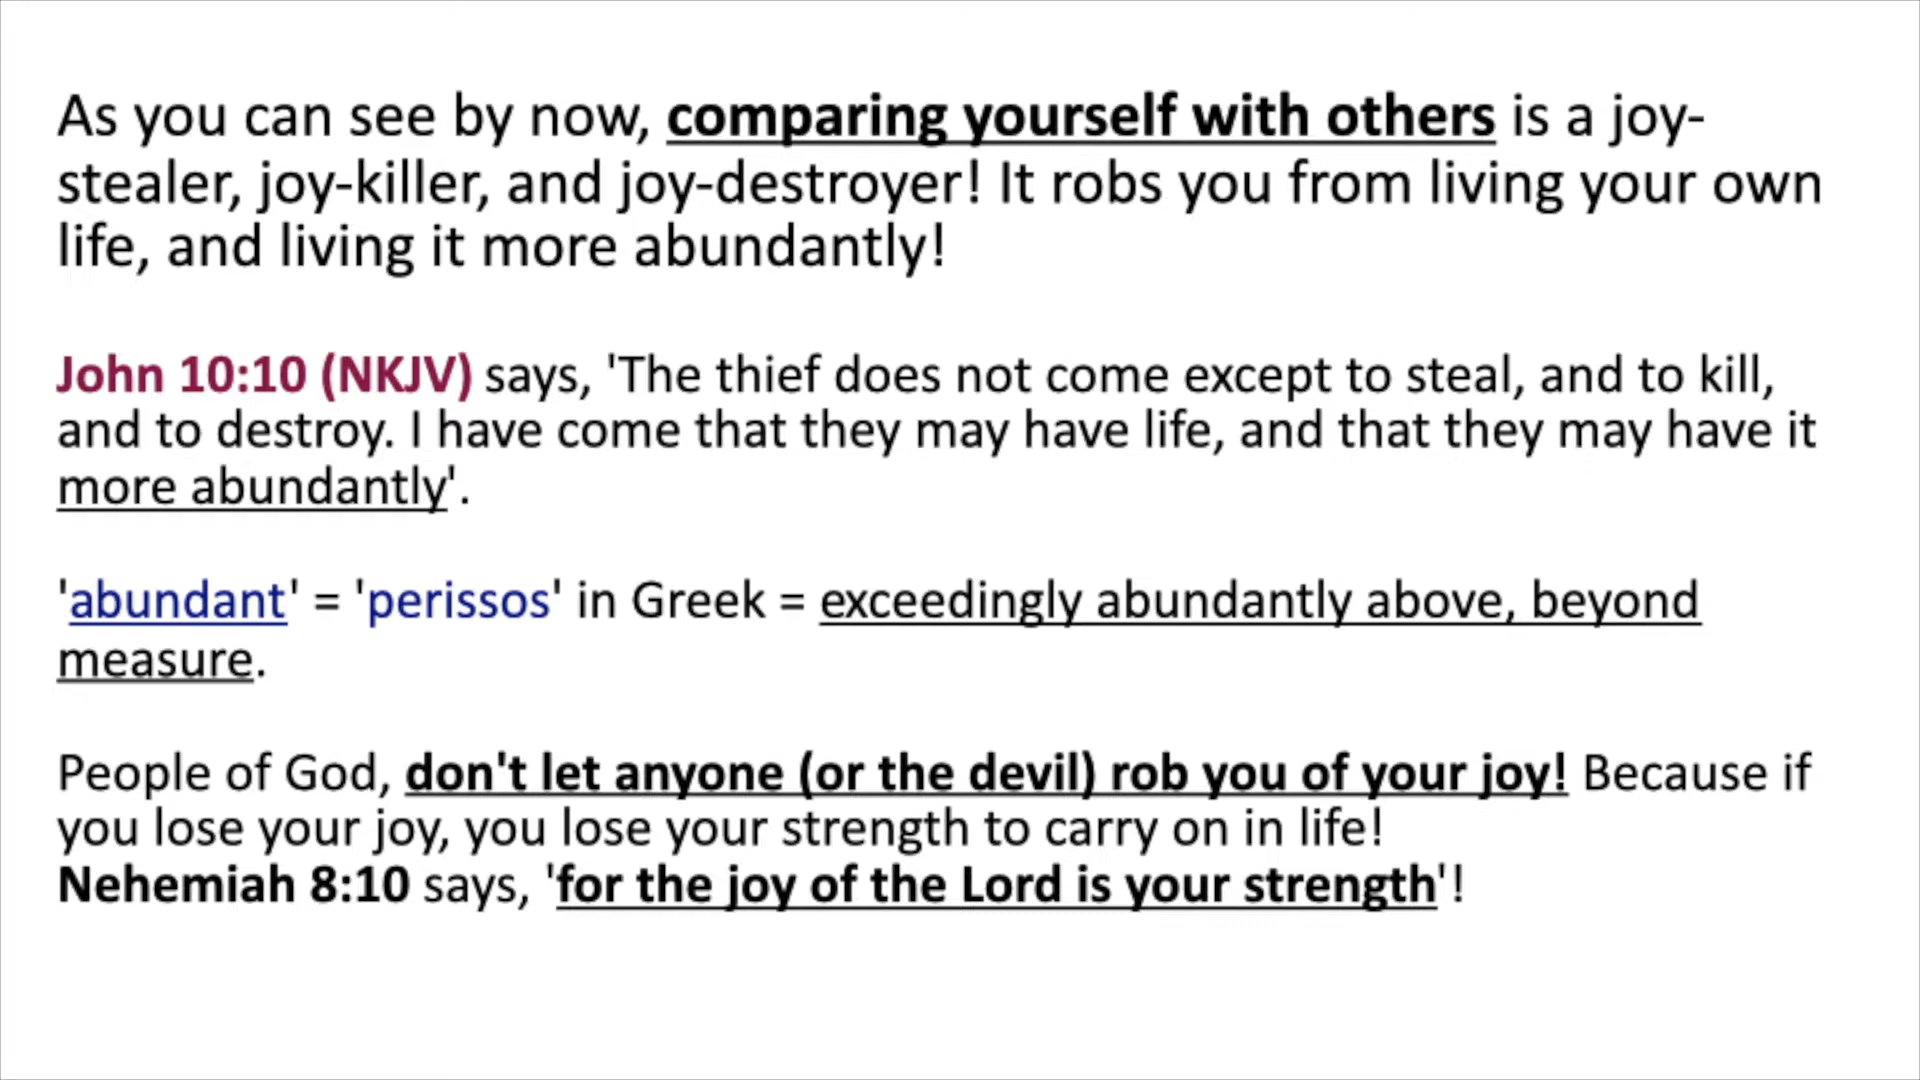 As you can see by now, comparing yourself with others is a joy-
stealer, joy-killer, and joy-destroyer! It robs you from living your own
life, and living it more abundantly!
John 10:10 (NKJV) says, 'The thief does not come except to steal, and to kill,
and to destroy. I have come that they may have life, and that they may have it
more abundantly'.
'abundant' = 'perissos' in Greek = exceedingly abundantly above, beyond
measure.
People of God, don't let anyone (or the devil) rob you of your joy! Because if
you lose your joy, you lose your strength to carry on in life!
Nehemiah 8:10 says, 'for the joy of the Lord is your strength'!